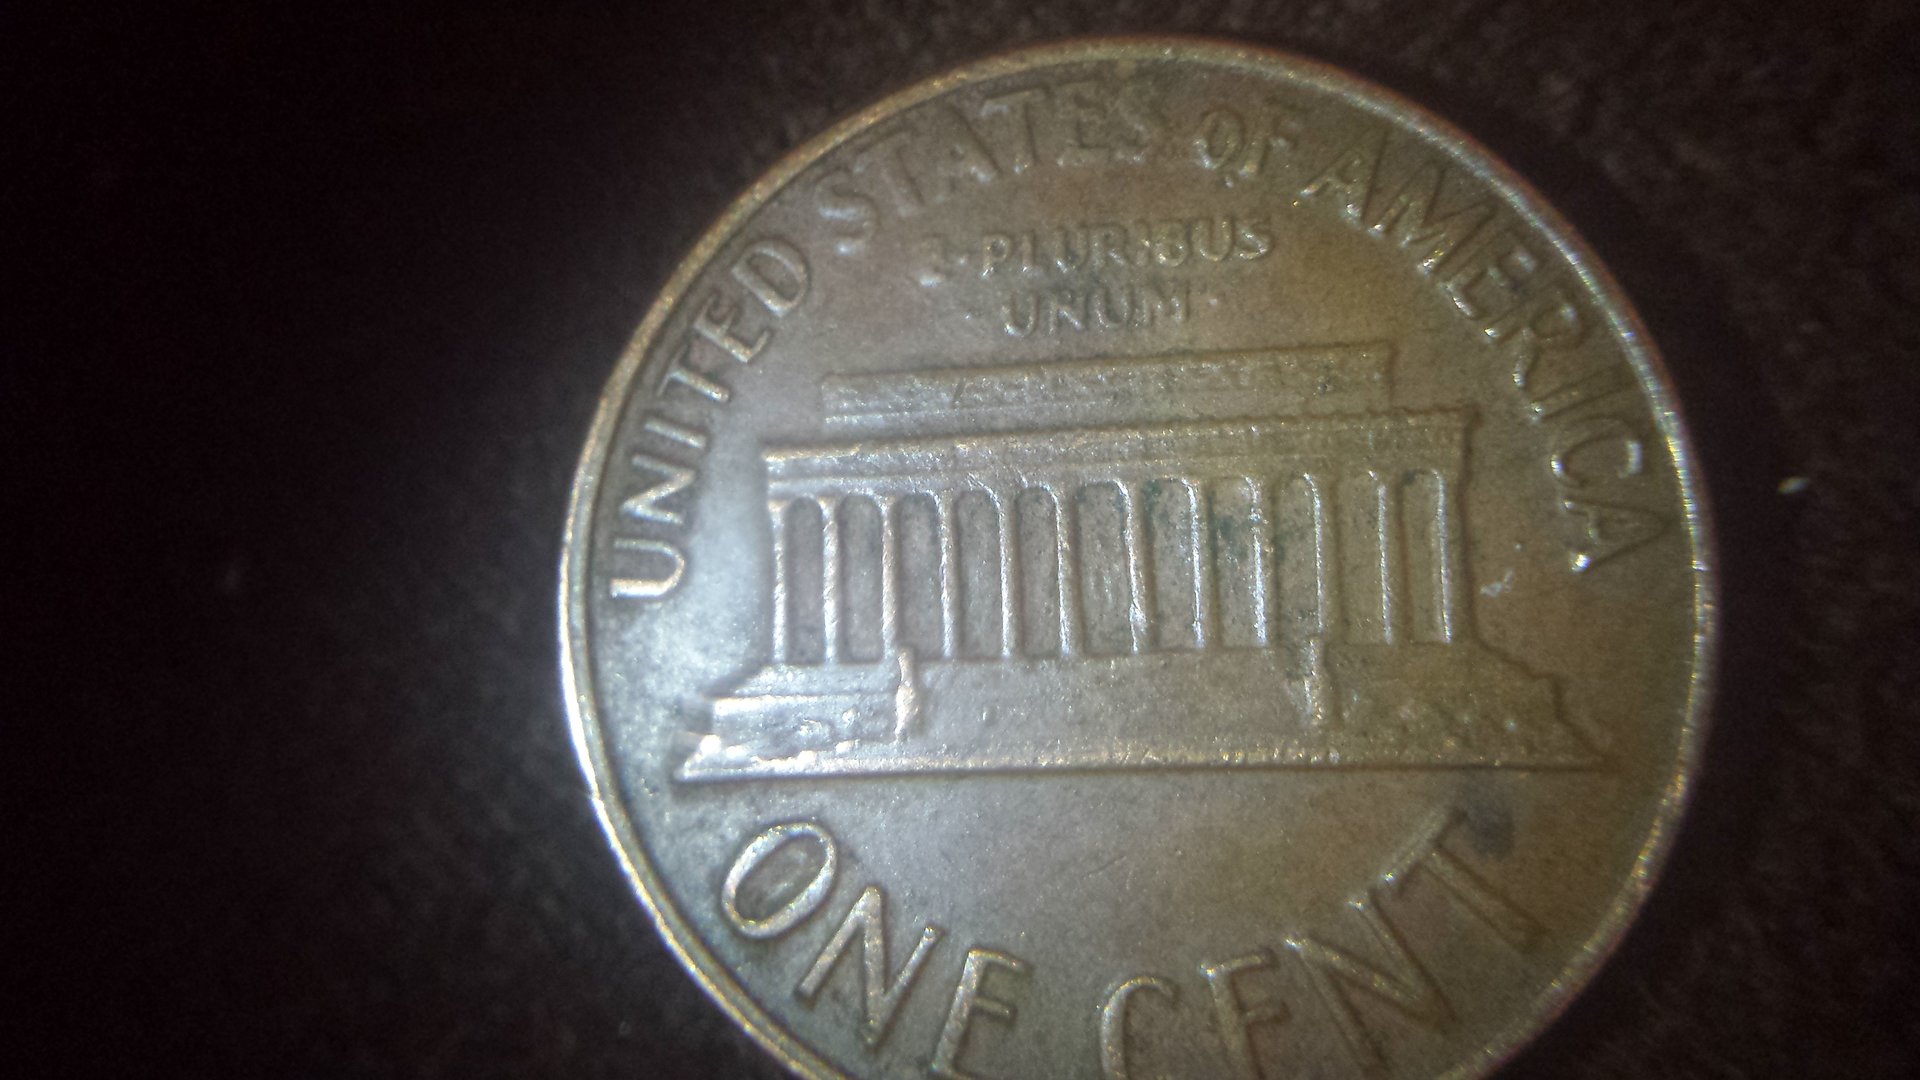 UNITED STATES OF AMERICA
E·PLURIBUS
UNUM
ONE CENT